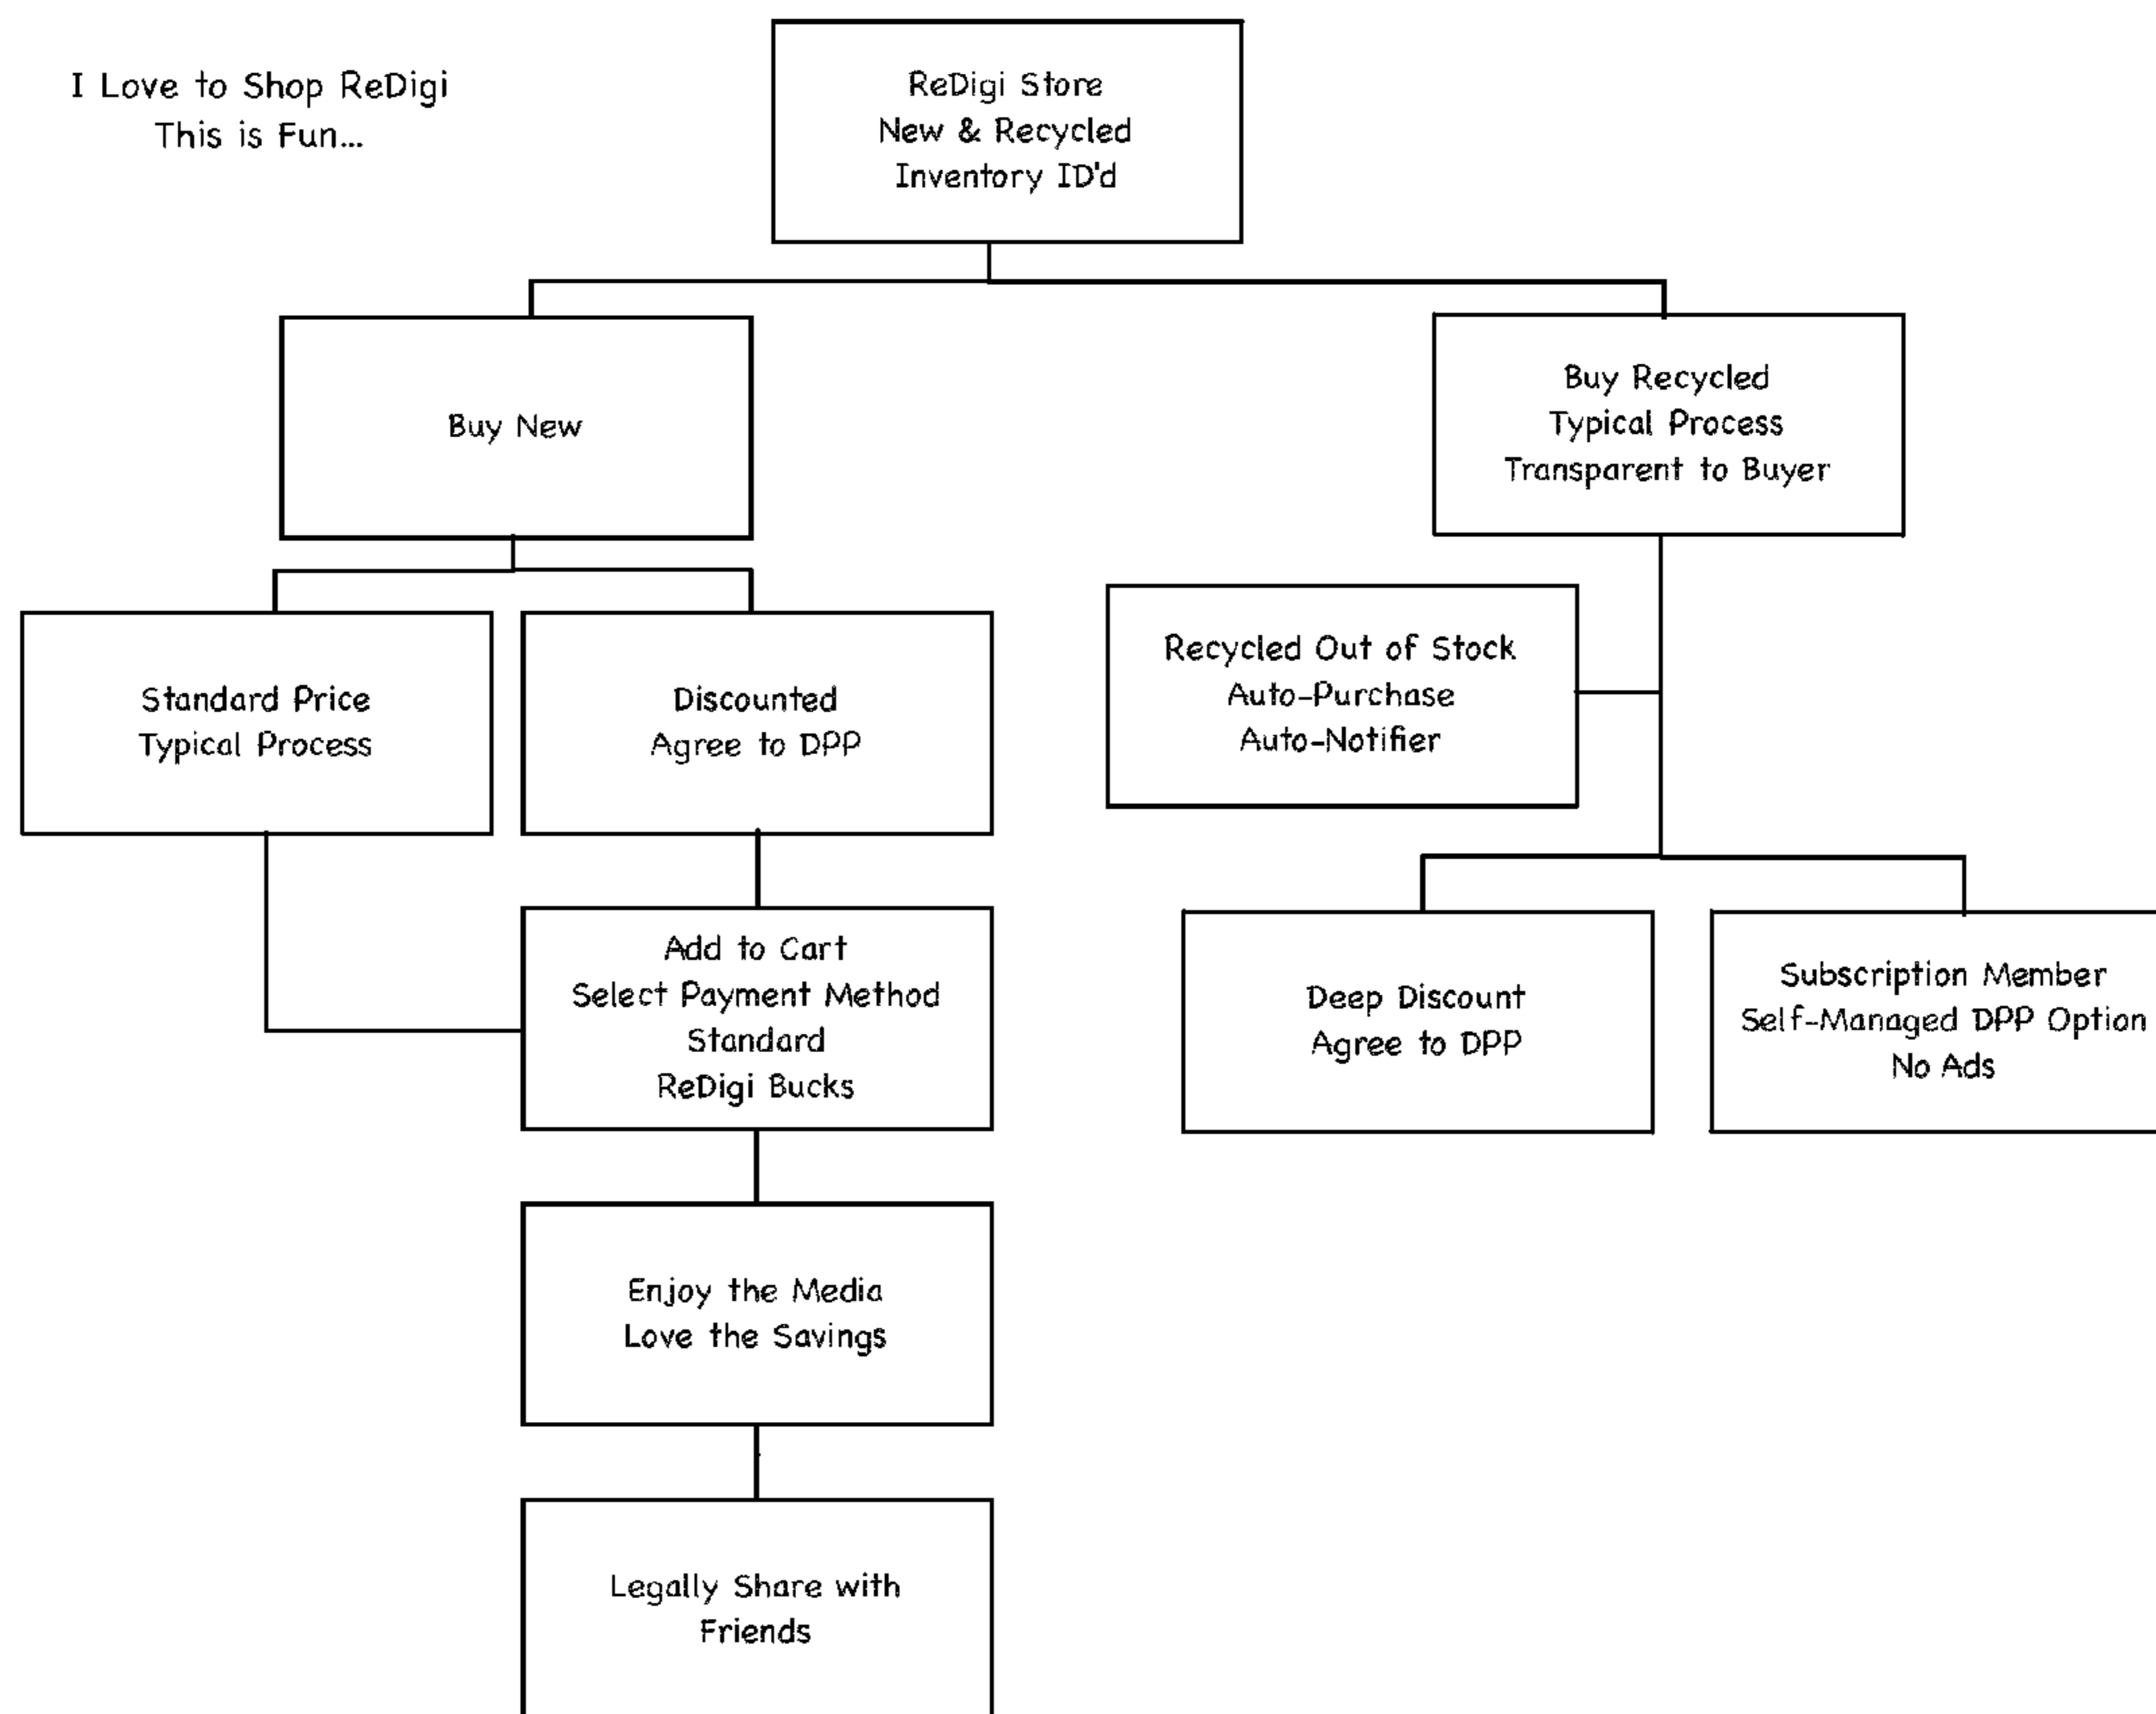 I Love to Shop ReDigi
This is Fun...
ReDigi Store
New & Recycled
Inventory ID'd
Buy New
Buy Recycled
Typical Process
Transparent to Buyer
Standard Price
Typical Process
Discounted
Agree to DPP
Recycled Out of Stock
Auto-Purchase
Auto-Notifier
Add to Cart
Select Payment Method
Standard
ReDigi Bucks
Deep Discount
Agree to DPP
Subscription Member
Self-Managed DPP Option
No Ads
Enjoy the Media
Love the Savings
Legally Share with
Friends